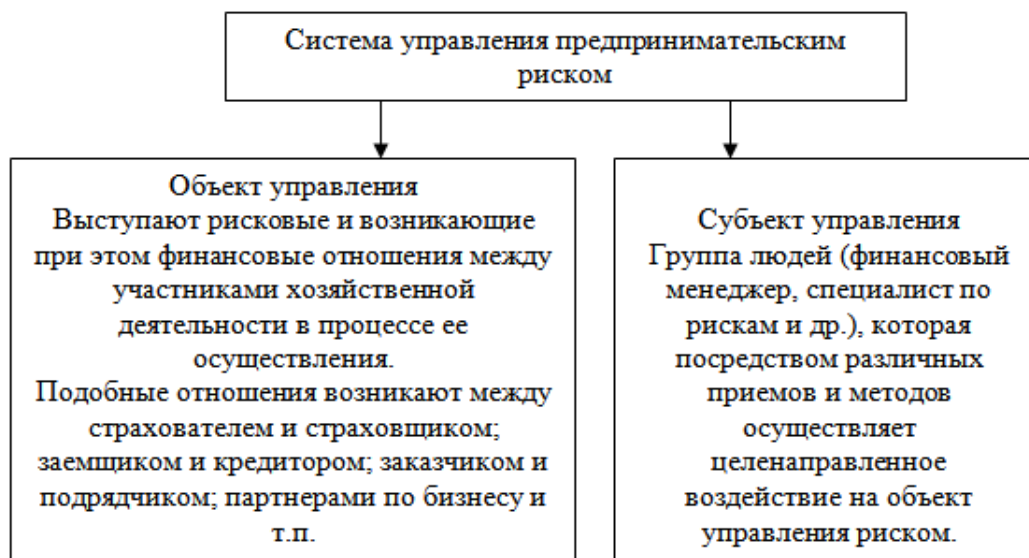 Система управления предпринимательским
риском
Объект управления
Выступают рисковые и возникающие
при этом финансовые отношения между
участниками хозяйственной
деятельности в процессе ее
осуществления.
Подобные отношения возникают между
страхователем и страховщиком;
заемщиком и кредитором; заказчиком и
подрядчиком; партнерами по бизнесу и
т.п.
Субъект управления
Группа людей (финансовый
менеджер, специалист по
рискам и др.), которая
посредством различных
приемов и методов
осуществляет
целенаправленное
воздействие на объект
управления риском.